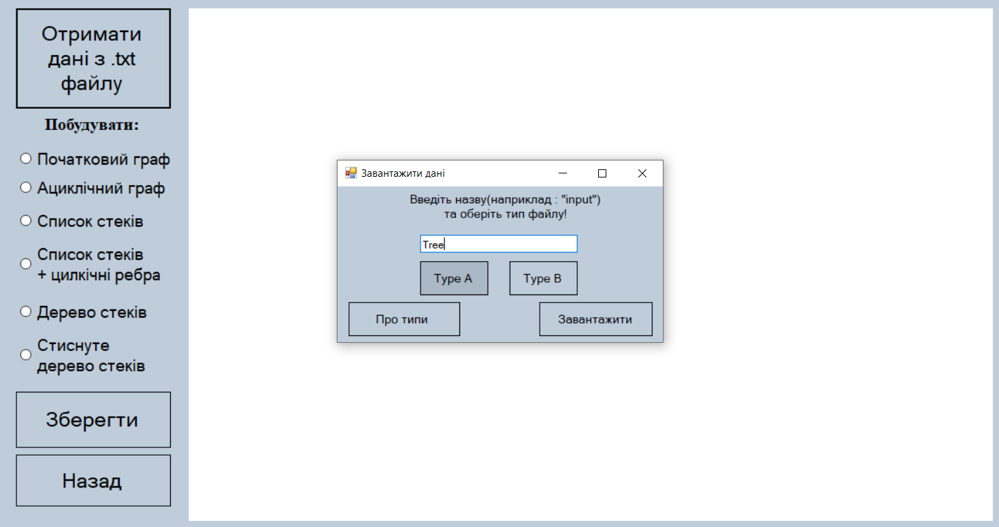 Отримати
дані з .txt
файлу
Побудувати:
Початковий граф
Ациклічний граф
Список стеків
Список стеків
+ цилкічні ребра
Дерево стеків
Стиснуте
дерево стеків
Зберегти
Назад
Завантажити дані
Введіть назву(наприклад : "input")
та оберіть тип файлу!
Tree
Type A
Type B
Про типи
Завантажити